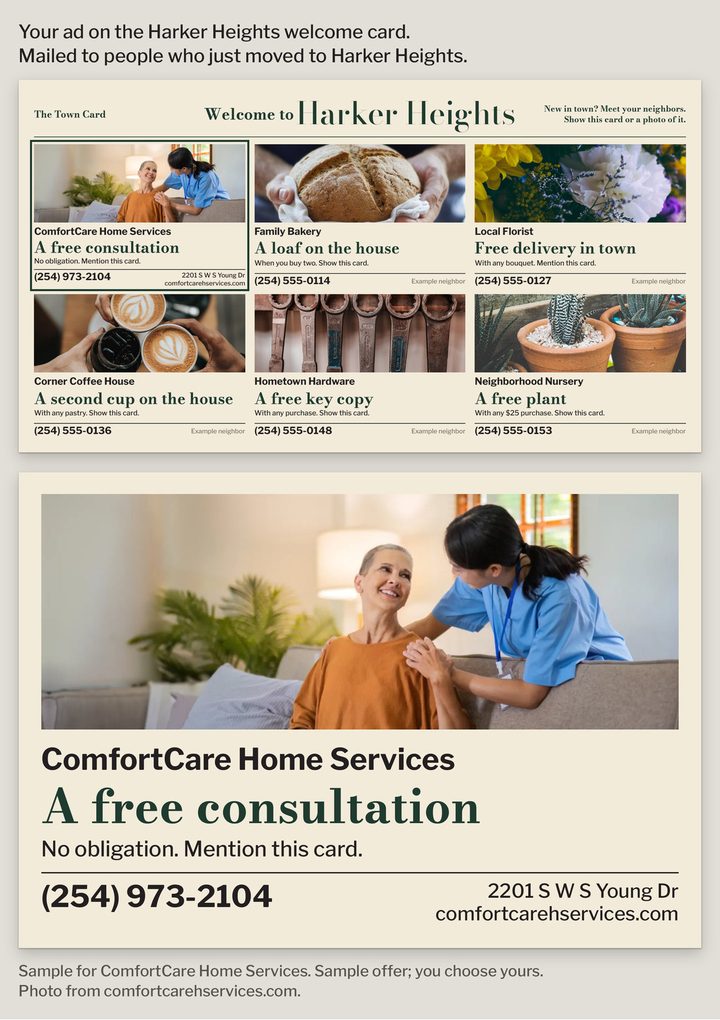 Your ad on the Harker Heights welcome card.
Mailed to people who just moved to Harker Heights.
The Town Card
Welcome to Harker Heights
New in town? Meet your neighbors.
Show this card or a photo of it.
ComfortCare Home Services
A free consultation
No obligation. Mention this card.
(254) 973-2104
2201 S W S Young Dr
comfortcarehservices.com
Family Bakery
A loaf on the house
When you buy two. Show this card.
(254) 555-0114
Example neighbor
Local Florist
Free delivery in town
With any bouquet. Mention this card.
(254) 555-0127
Example neighbor
Corner Coffee House
A second cup on the house
With any pastry. Show this card.
(254) 555-0136
Example neighbor
Hometown Hardware
A free key copy
With any purchase. Show this card.
(254) 555-0148
Example neighbor
Neighborhood Nursery
A free plant
With any $25 purchase. Show this card.
(254) 555-0153
Example neighbor
ComfortCare Home Services
A free consultation
No obligation. Mention this card.
(254) 973-2104
2201 S W S Young Dr
comfortcarehservices.com
Sample for ComfortCare Home Services. Sample offer; you choose yours.
Photo from comfortcarehservices.com.